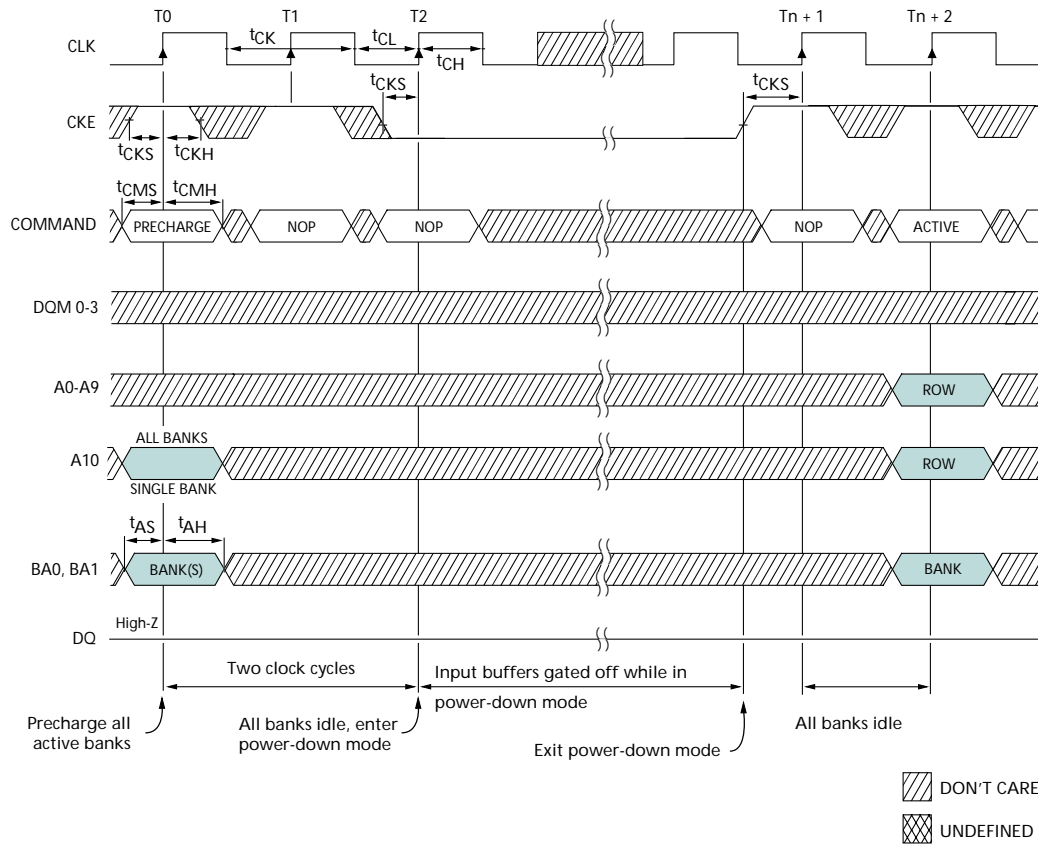 T0 T1 T2 Tn + 1 Tn + 2
CLK
tCK tCL tCH
tCKS tCKS
CKE
tCKS tCKH
tCMS tCMH
COMMAND PRECHARGE NOP NOP NOP ACTIVE
DQM 0-3
A0-A9 ROW
ALL BANKS
A10 ROW
SINGLE BANK
tAS tAH
BA0, BA1 BANK(S) BANK
High-Z
DQ
Two clock cycles
Input buffers gated off while in
power-down mode
Precharge all
active banks
All banks idle, enter
power-down mode
Exit power-down mode
All banks idle
DON'T CARE
UNDEFINED